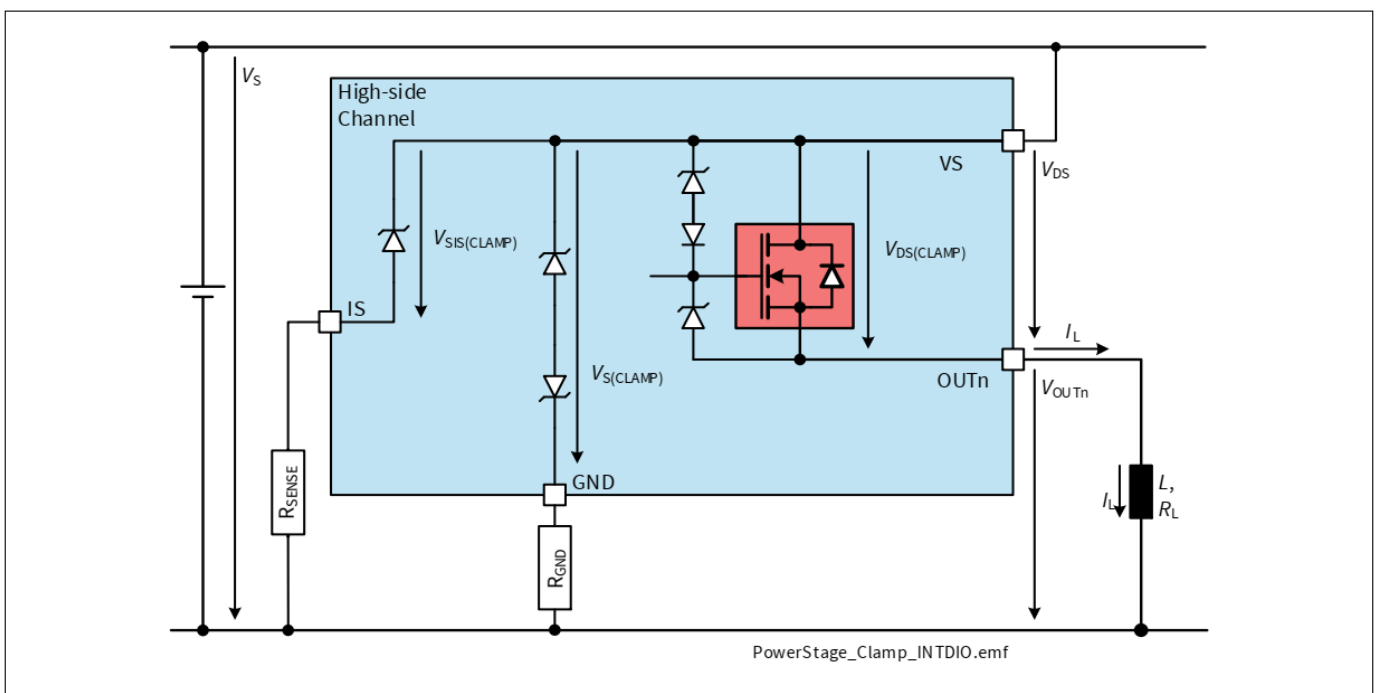 VS
High-side
Channel
VS
VDS
VSIS(CLAMP)
VDS(CLAMP)
IS
IL
VS(CLAMP)
OUTn
VOUTn
RSENSE
GND
IL
L,
RL
RGND
PowerStage_Clamp_INTDIO.emf